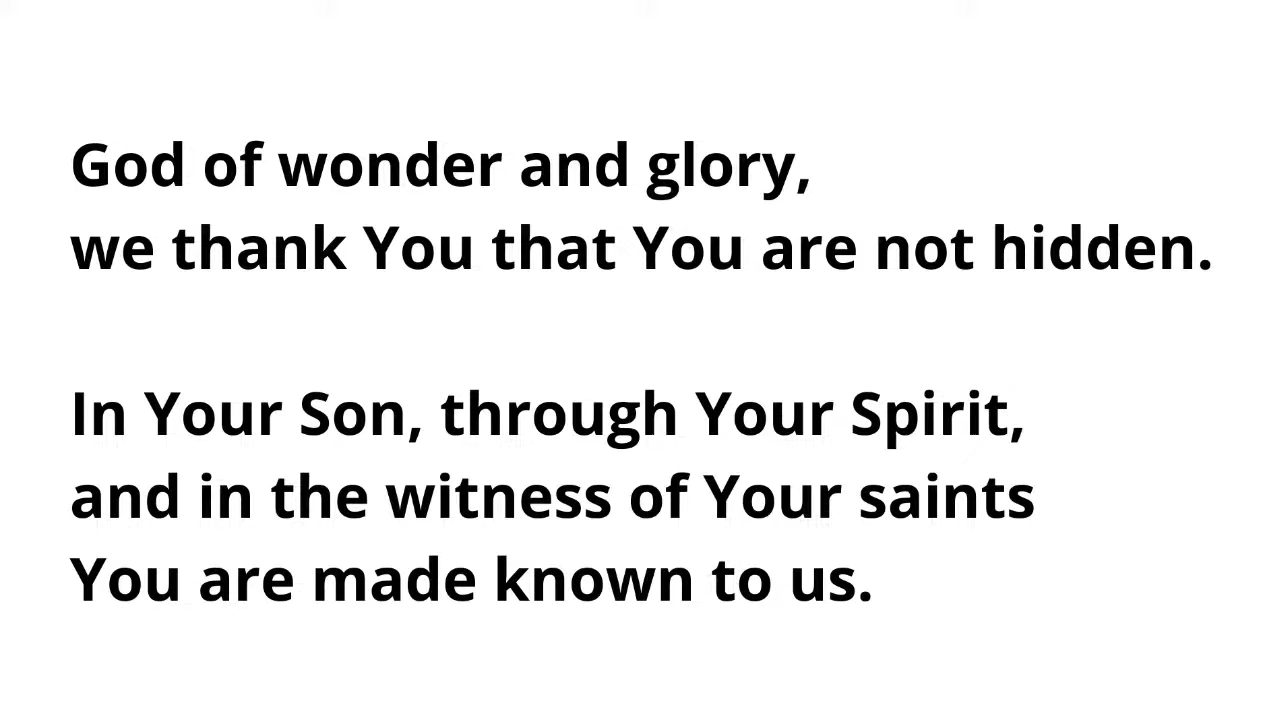 God of wonder and glory,
we thank You that You are not hidden.
In Your Son, through Your Spirit,
and in the witness of Your saints
You are made known to us.